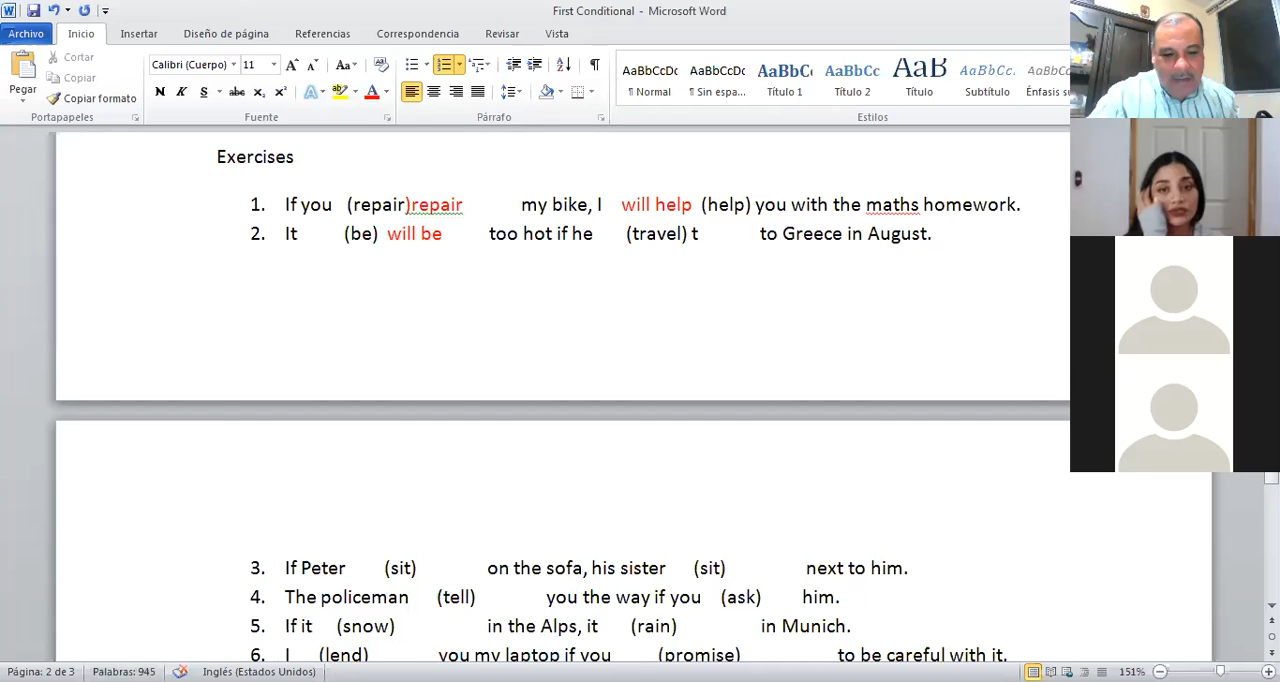 First Conditional - Microsoft Word
Archivo Inicio Insertar Diseño de página Referencias Correspondencia Revisar Vista
Pegar
Cortar
Copiar
Copiar formato
Portapapeles
Calibri (Cuerpo) 11
N K S abc x₂ x²
Fuente
Párrafo
AaBbCcDc AaBbCcDc AaBbC AaBbCc AaB AaBbCc. AaBbCc
¶ Normal ¶ Sin espa... Título 1 Título 2 Título Subtítulo Énfasis su
Estilos
Exercises
1. If you (repair)repair my bike, I will help (help) you with the maths homework.
2. It (be) will be too hot if he (travel) t to Greece in August.
3. If Peter (sit) on the sofa, his sister (sit) next to him.
4. The policeman (tell) you the way if you (ask) him.
5. If it (snow) in the Alps, it (rain) in Munich.
6. I (lend) you my laptop if you (promise) to be careful with it.
Página: 2 de 3 Palabras: 945 Inglés (Estados Unidos) 151%